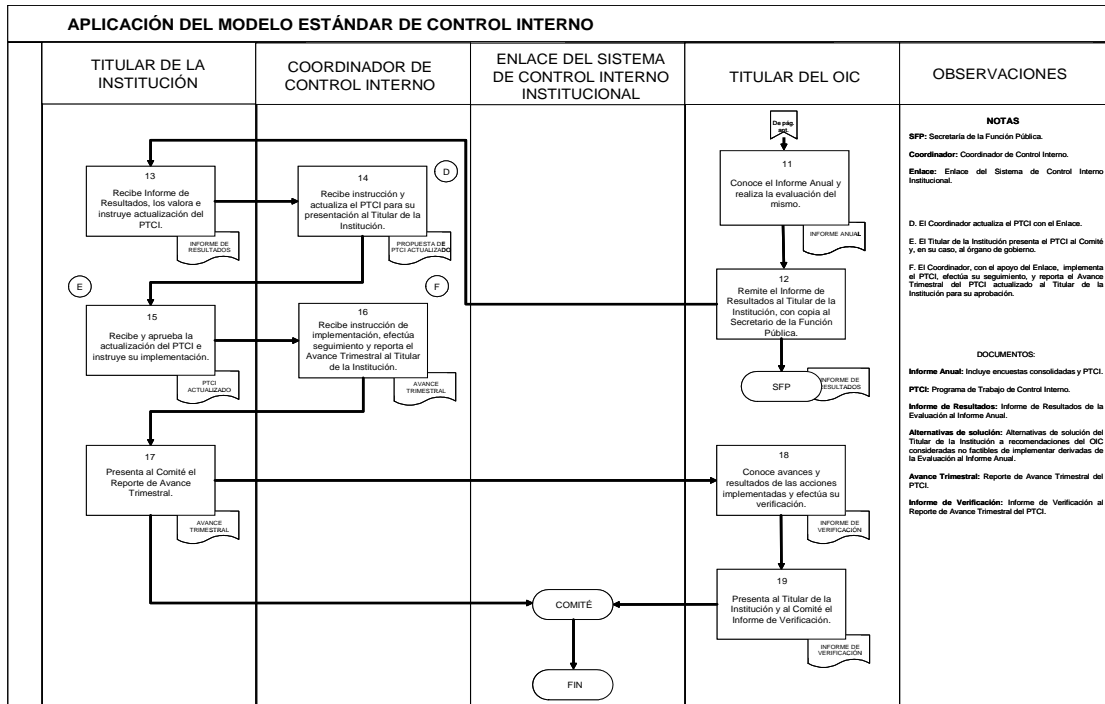 APLICACIÓN DEL MODELO ESTÁNDAR DE CONTROL INTERNO
TITULAR DE LA
INSTITUCIÓN
COORDINADOR DE
CONTROL INTERNO
ENLACE DEL SISTEMA
DE CONTROL INTERNO
INSTITUCIONAL
TITULAR DEL OIC
OBSERVACIONES
De pág.
ant.
11
Conoce el Informe Anual y
realiza la evaluación del
mismo.
INFORME ANUAL
12
Remite el Informe de
Resultados al Titular de la
Institución, con copia al
Secretario de la Función
Pública.
INFORME DE
RESULTADOS
SFP
13
Recibe Informe de
Resultados, los valora e
instruye actualización del
PTCI.
INFORME DE
RESULTADOS
D
14
Recibe instrucción y
actualiza el PTCI para su
presentación al Titular de la
Institución.
PROPUESTA DE
PTCI ACTUALIZADO
E
15
Recibe y aprueba la
actualización del PTCI e
instruye su implementación.
PTCI
ACTUALIZADO
F
16
Recibe instrucción de
implementación, efectúa
seguimiento y reporta el
Avance Trimestral al Titular
de la Institución.
AVANCE
TRIMESTRAL
17
Presenta al Comité el
Reporte de Avance
Trimestral.
AVANCE
TRIMESTRAL
18
Conoce avances y
resultados de las acciones
implementadas y efectúa su
verificación.
INFORME DE
VERIFICACIÓN
19
Presenta al Titular de la
Institución y al Comité el
Informe de Verificación.
INFORME DE
VERIFICACIÓN
COMITÉ
FIN
NOTAS
SFP: Secretaría de la Función Pública.
Coordinador: Coordinador de Control Interno.
Enlace: Enlace del Sistema de Control Interno
Institucional.
D. El Coordinador actualiza el PTCI con el Enlace.
E. El Titular de la Institución presenta el PTCI al Comité
y, en su caso, al órgano de gobierno.
F. El Coordinador, con el apoyo del Enlace, implementa
el PTCI, efectúa su seguimiento, y reporta el Avance
Trimestral del PTCI actualizado al Titular de la
Institución para su aprobación.
DOCUMENTOS:
Informe Anual: Incluye encuestas consolidadas y PTCI.
PTCI: Programa de Trabajo de Control Interno.
Informe de Resultados: Informe de Resultados de la
Evaluación al Informe Anual.
Alternativas de solución: Alternativas de solución del
Titular de la Institución a recomendaciones del OIC
consideradas no factibles de implementar derivadas de
la Evaluación al Informe Anual.
Avance Trimestral: Reporte de Avance Trimestral del
PTCI.
Informe de Verificación: Informe de Verificación al
Reporte de Avance Trimestral del PTCI.